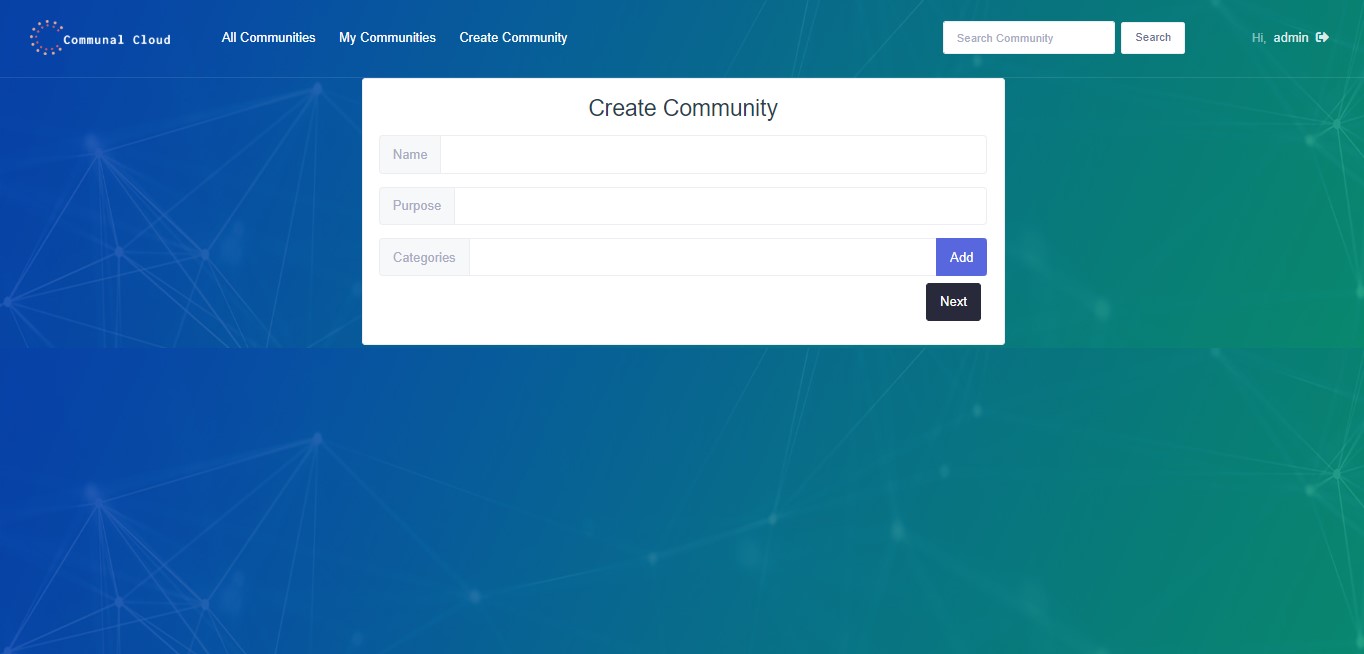 Communal Cloud
All Communities My Communities Create Community
Search Community Search
Hi, admin
Create Community
Name
Purpose
Categories Add
Next